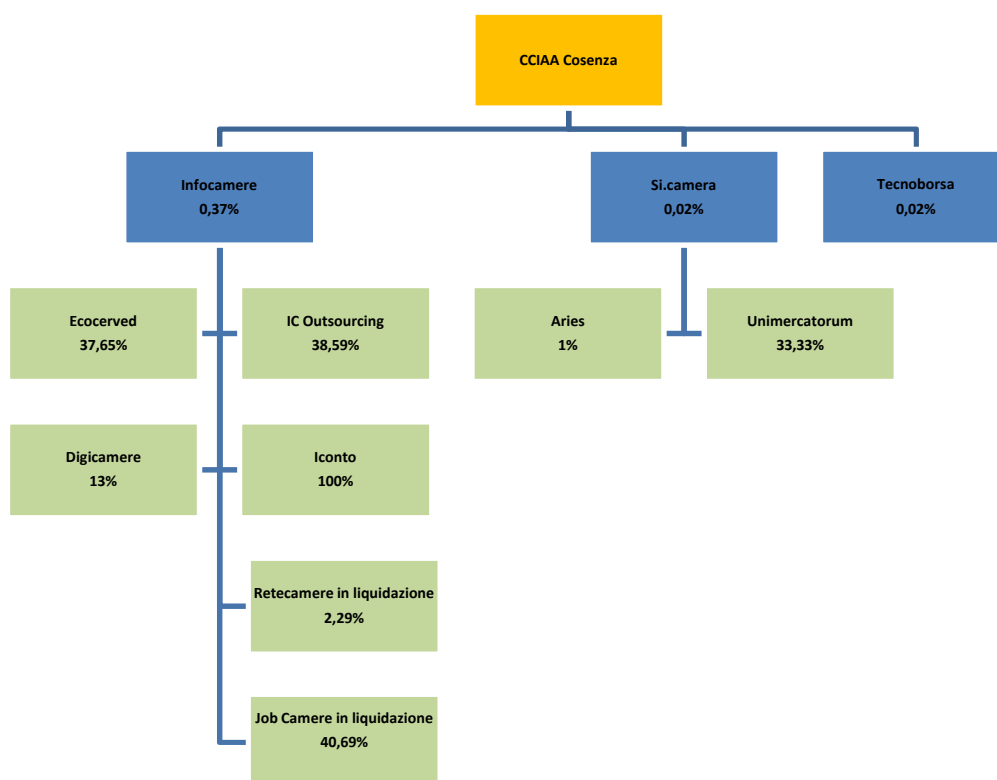 CCIAA Cosenza
Infocamere
0,37%
Si.camera
0,02%
Tecnoborsa
0,02%
Ecocerved
37,65%
IC Outsourcing
38,59%
Aries
1%
Unimercatorum
33,33%
Digicamere
13%
Iconto
100%
Retecamere in liquidazione
2,29%
Job Camere in liquidazione
40,69%